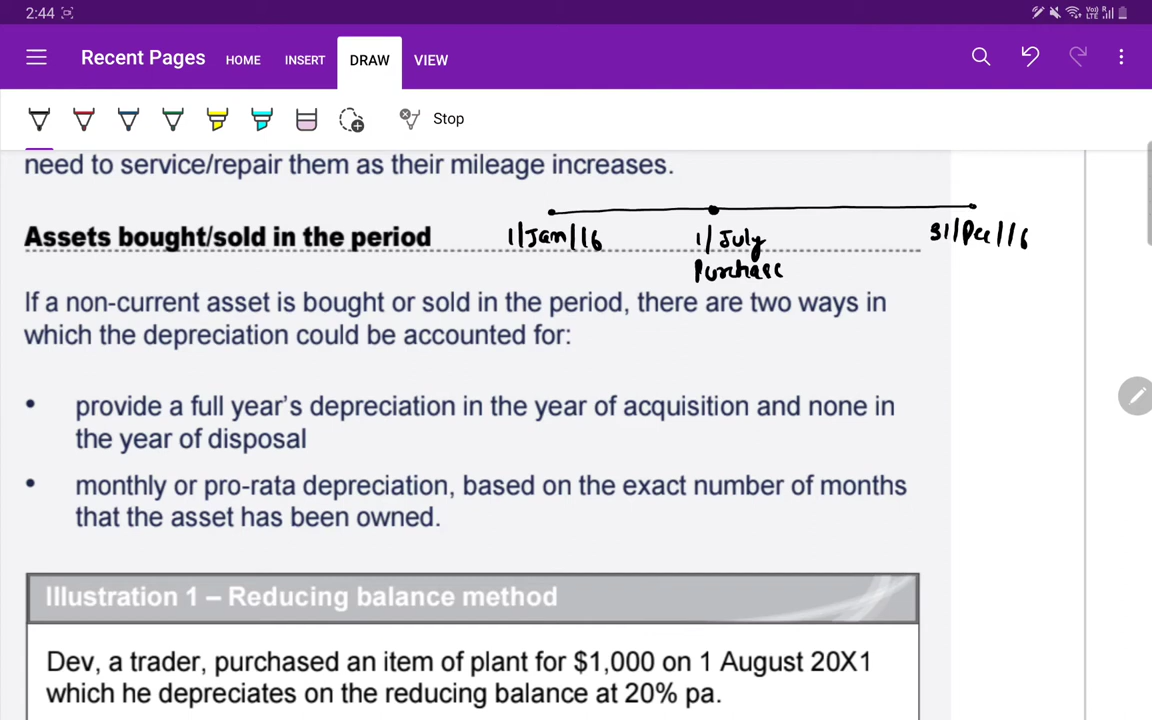 2:44
Vo)) LTE
Recent Pages HOME INSERT DRAW VIEW
Stop
need to service/repair them as their mileage increases.
Assets bought/sold in the period
1/Jan/16 1/July 31/Dec/16
Purchase
If a non-current asset is bought or sold in the period, there are two ways in
which the depreciation could be accounted for:
• provide a full year's depreciation in the year of acquisition and none in
the year of disposal
• monthly or pro-rata depreciation, based on the exact number of months
that the asset has been owned.
Illustration 1 – Reducing balance method
Dev, a trader, purchased an item of plant for $1,000 on 1 August 20X1
which he depreciates on the reducing balance at 20% pa.